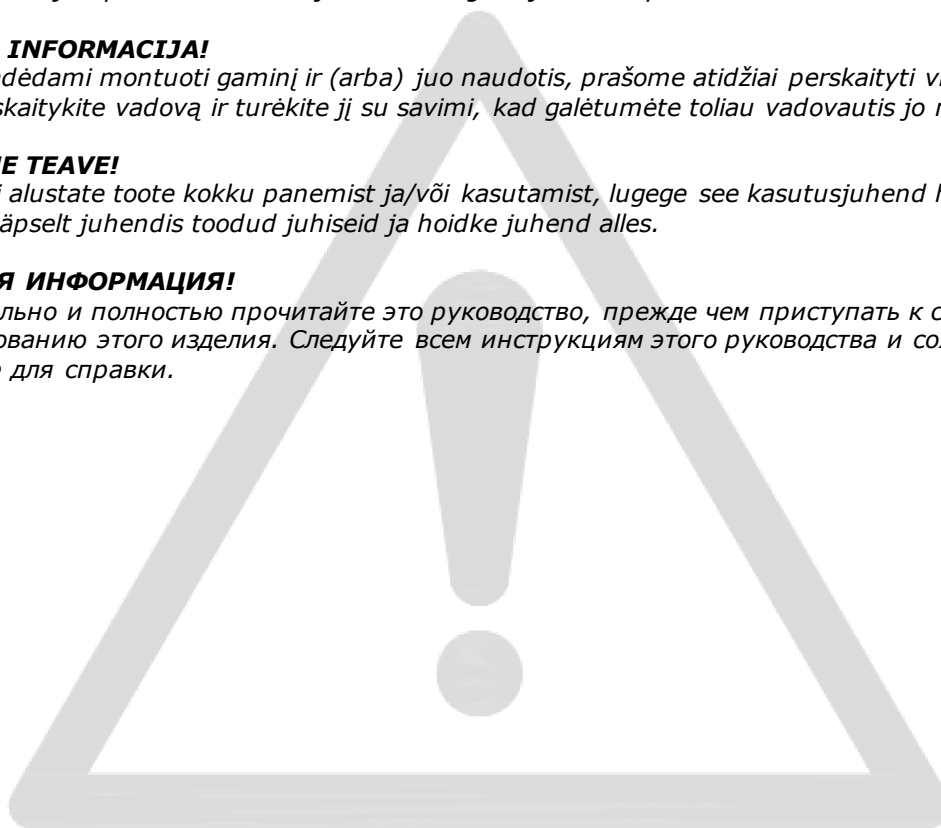 INFORMACIJA!
dėdami montuoti gaminį ir (arba) juo naudotis, prašome atidžiai perskaityti
skaitykite vadovą ir turėkite jį su savimi, kad galėtumėte toliau vadovautis jo
E TEAVE!
i alustate toote kokku panemist ja/või kasutamist, lugege see kasutusjuhend
äpselt juhendis toodud juhiseid ja hoidke juhend alles.
Я ИНФОРМАЦИЯ!
льно и полностью прочитайте это руководство, прежде чем приступать к
ованию этого изделия. Следуйте всем инструкциям этого руководства и
для справки.